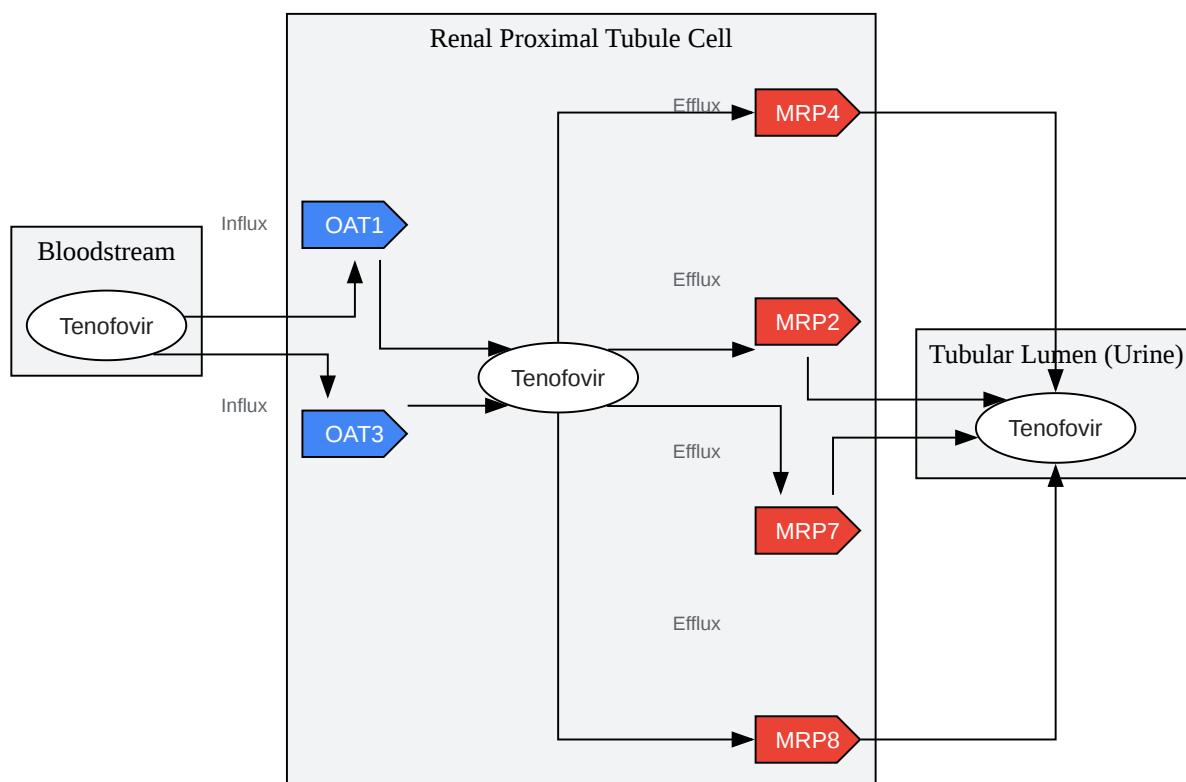 Renal Proximal Tubule Cell
Efflux
MRP4
Influx
OAT1
Bloodstream
Tenofovir
Efflux
MRP2
Tubular Lumen (Urine)
Tenofovir
Influx
OAT3
Tenofovir
Efflux
MRP7
Efflux
MRP8